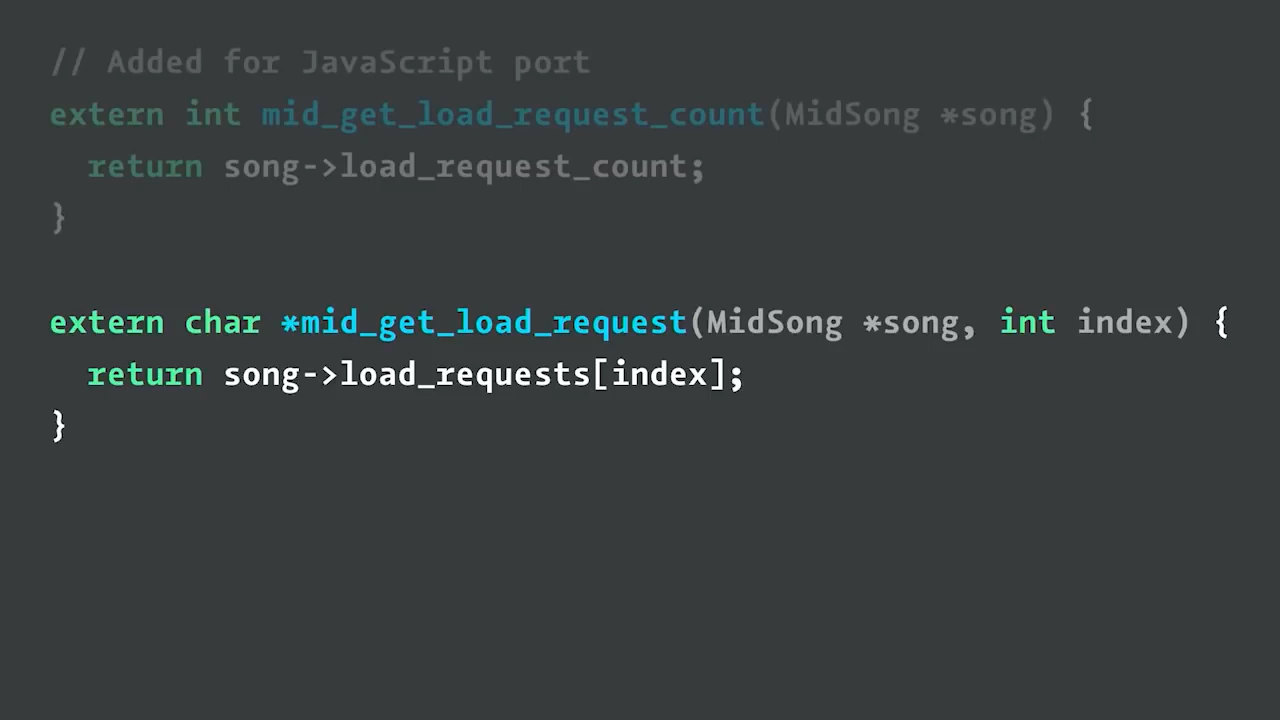 // Added for JavaScript port
extern int mid_get_load_request_count(MidSong *song) {
  return song->load_request_count;
}
extern char *mid_get_load_request(MidSong *song, int index) {
  return song->load_requests[index];
}